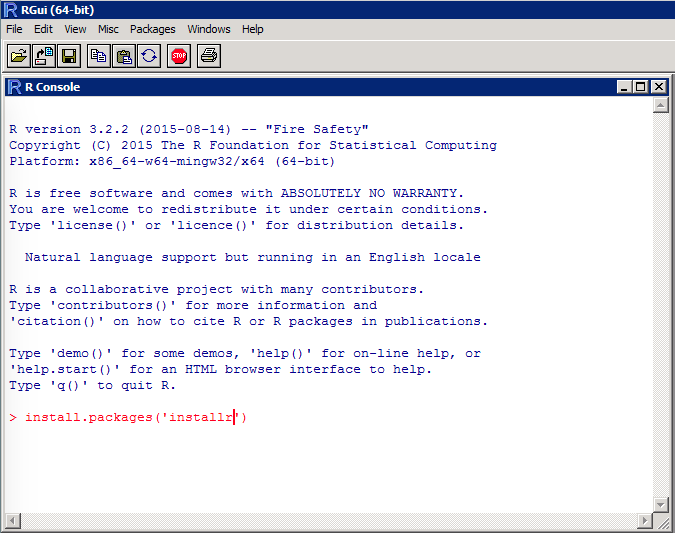 RGui (64-bit)
File Edit View Misc Packages Windows Help
STOP
R Console
R version 3.2.2 (2015-08-14) -- "Fire Safety"
Copyright (C) 2015 The R Foundation for Statistical Computing
Platform: x86_64-w64-mingw32/x64 (64-bit)
R is free software and comes with ABSOLUTELY NO WARRANTY.
You are welcome to redistribute it under certain conditions.
Type 'license()' or 'licence()' for distribution details.
Natural language support but running in an English locale
R is a collaborative project with many contributors.
Type 'contributors()' for more information and
'citation()' on how to cite R or R packages in publications.
Type 'demo()' for some demos, 'help()' for on-line help, or
'help.start()' for an HTML browser interface to help.
Type 'q()' to quit R.
> install.packages('installr')